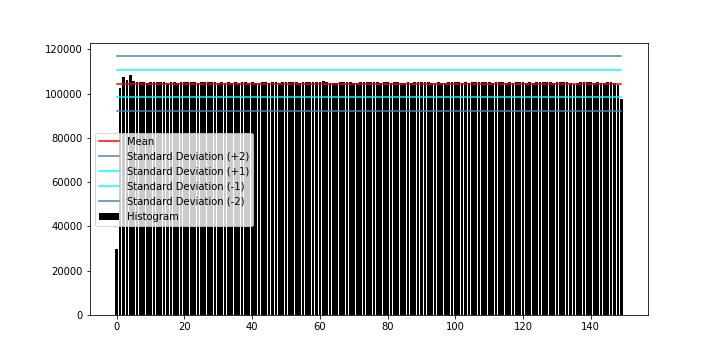 120000
100000
80000
60000
40000
20000
0
Mean
Standard Deviation (+2)
Standard Deviation (+1)
Standard Deviation (-1)
Standard Deviation (-2)
Histogram
0 20 40 60 80 100 120 140